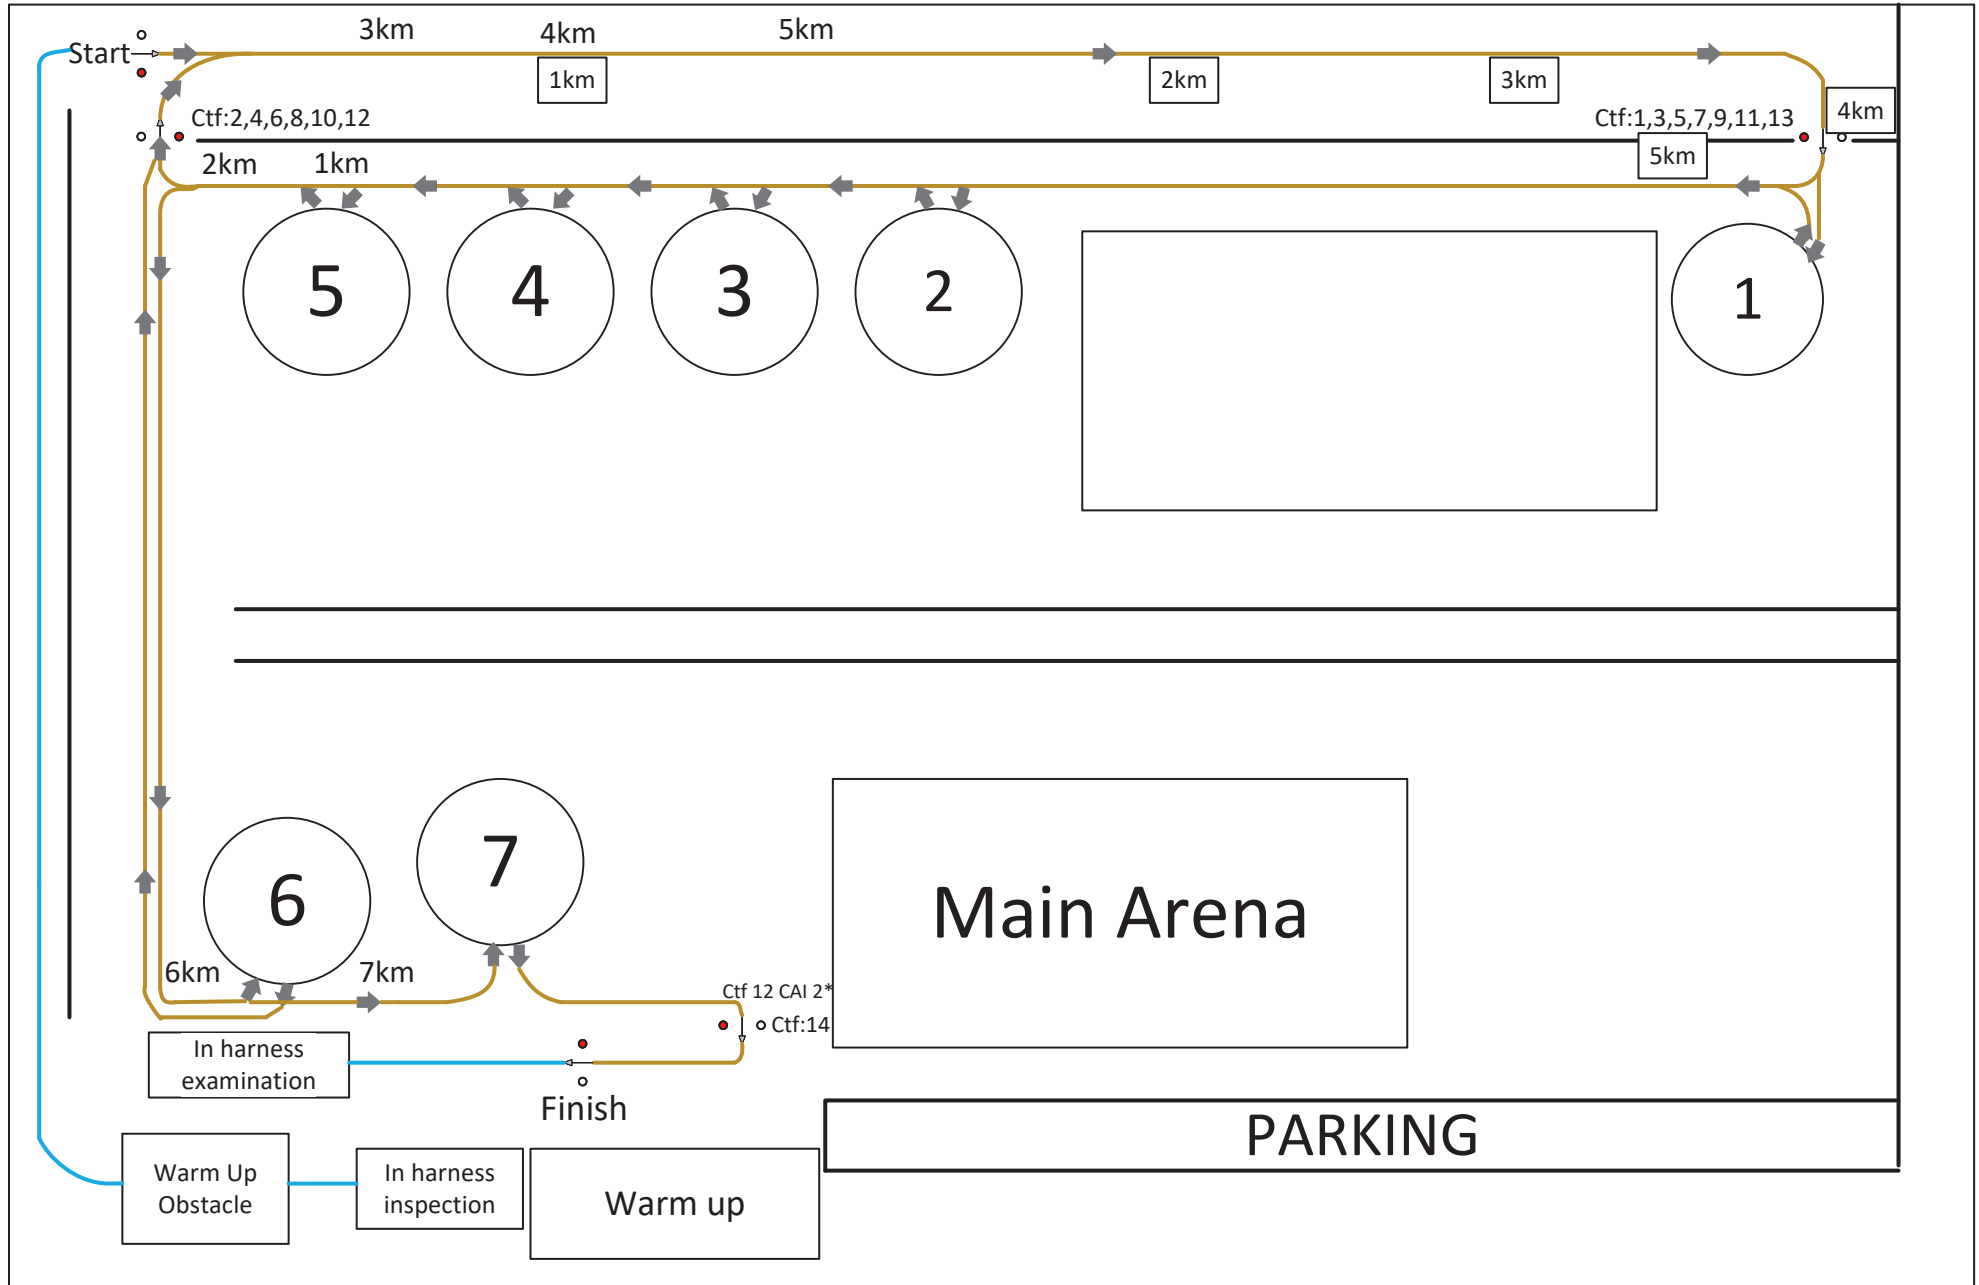 3km
4km
5km
Start
1km
2km
3km
4km
Ctf:2,4,6,8,10,12
Ctf:1,3,5,7,9,11,13
5km
2km
1km
5
4
3
2
1
7
6
Main Arena
6km
7km
Ctf 12 CAI 2*
Ctf:14
In harness
examination
Finish
PARKING
Warm Up
Obstacle
In harness
inspection
Warm up